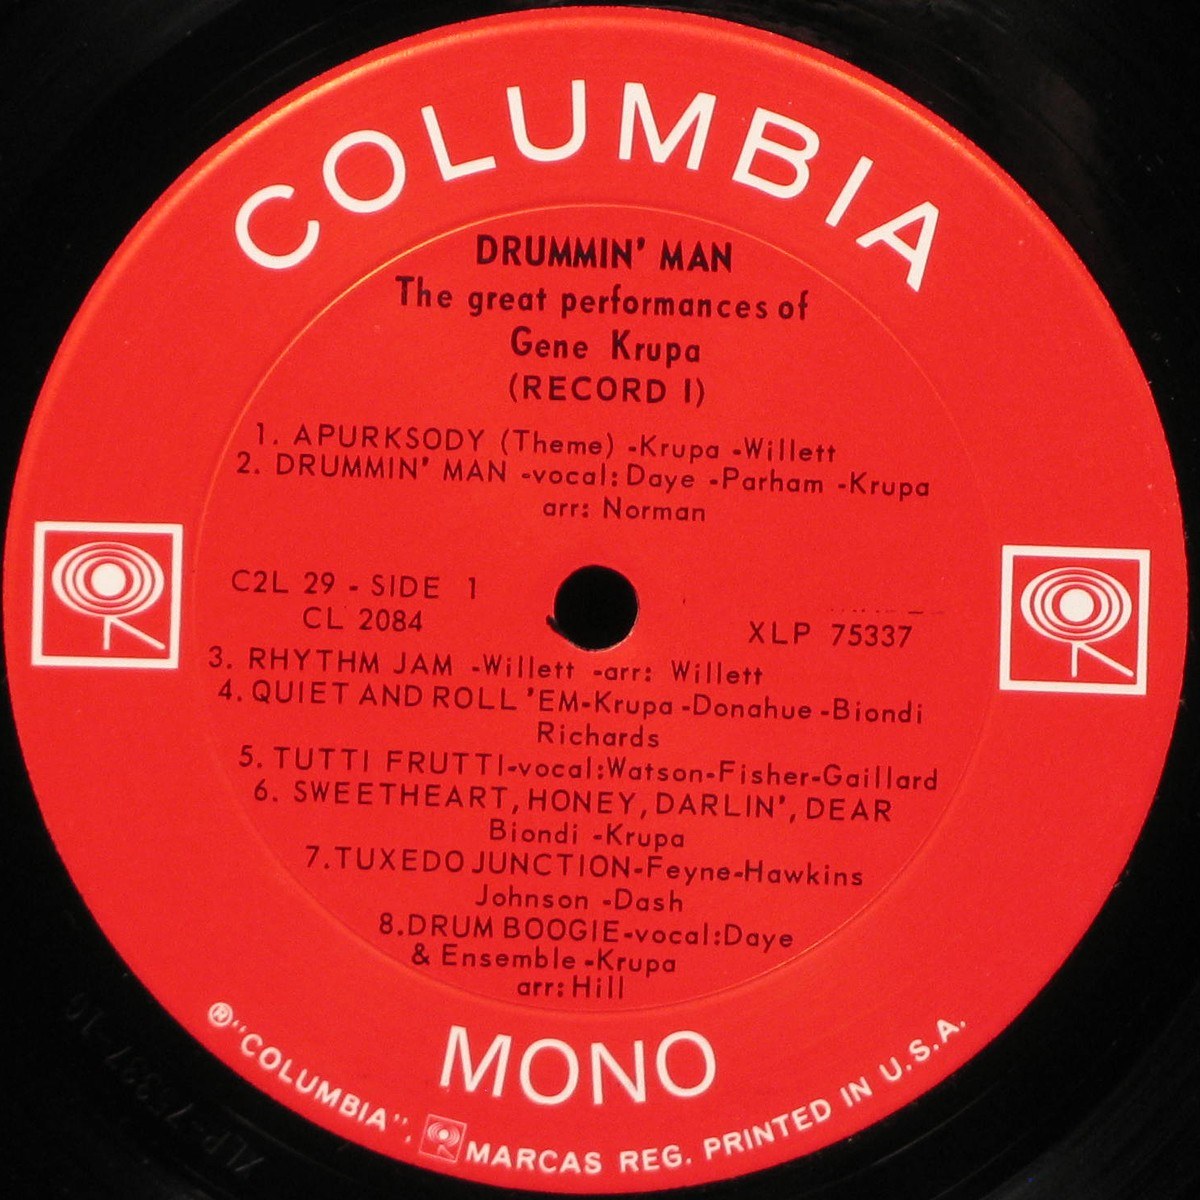 COLUMBIA
DRUMMIN' MAN
The great performances of
Gene Krupa
(RECORD I)
1. APURKSODY (Theme) -Krupa -Willett
2. DRUMMIN' MAN -vocal: Daye -Parham -Krupa
arr: Norman
C2L 29 - SIDE 1
CL 2084
XLP 75337
3. RHYTHM JAM -Willett -arr: Willett
4. QUIET AND ROLL 'EM-Krupa -Donahue -Biondi
Richards
5. TUTTI FRUTTI-vocal:Watson-Fisher-Gaillard
6. SWEETHEART, HONEY, DARLIN', DEAR
Biondi -Krupa
7. TUXEDO JUNCTION-Feyne-Hawkins
Johnson -Dash
8. DRUM BOOGIE-vocal:Daye
& Ensemble -Krupa
arr: Hill
MONO
®"COLUMBIA", MARCAS REG. PRINTED IN U.S.A.